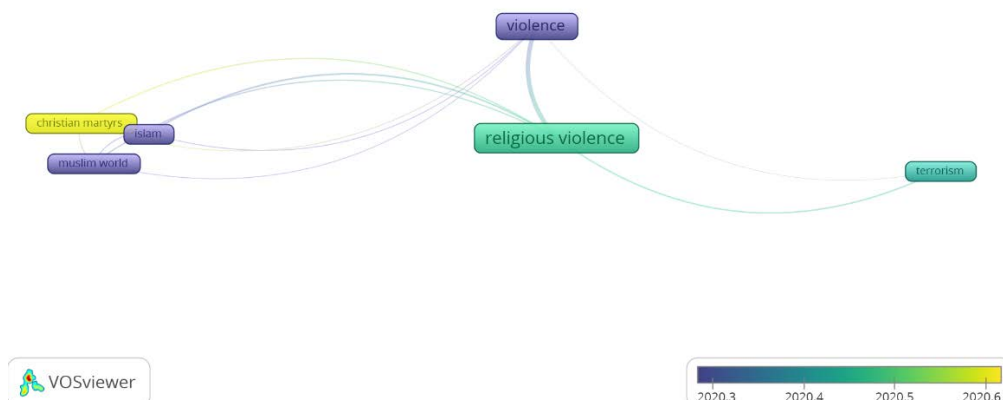 violence
christian martyrs
islam
religious violence
muslim world
terrorism
VOSviewer
2020.3 2020.4 2020.5 2020.6